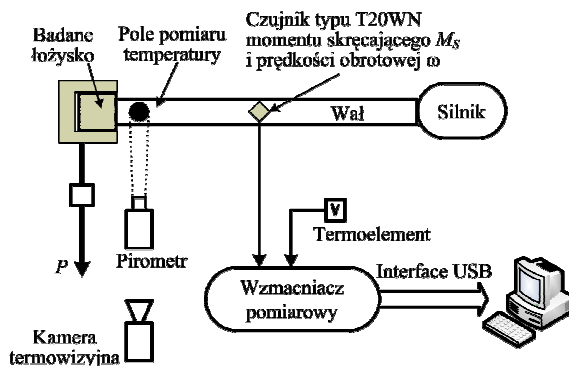 Badane
łożysko
Pole pomiaru
temperatury
Czujnik typu T20WN
momentu skręcającego Ms
i prędkości obrotowej ω
Wał
Silnik
P
Pirometr
V
Termoelement
Interface USB
Wzmacniacz
pomiarowy
Kamera
termowizyjna